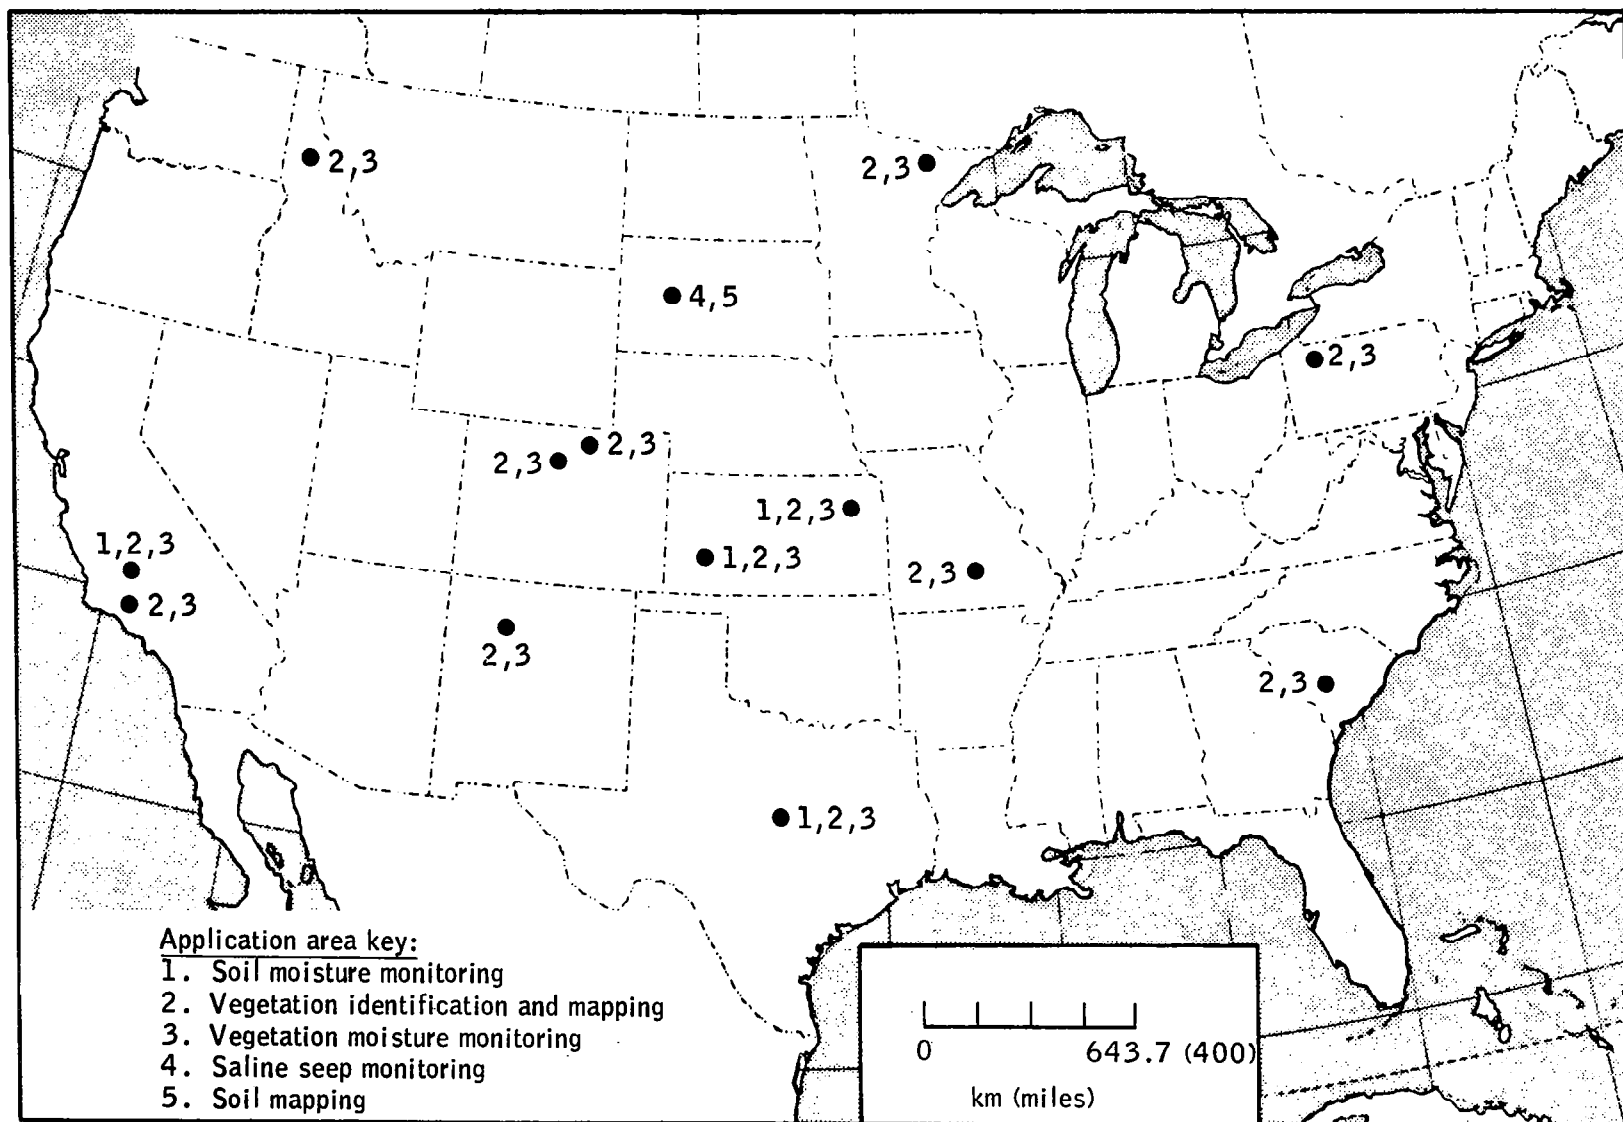 2,3
2,3
4,5
2,3
2,3
2,3
1,2,3
1,2,3
1,2,3
2,3
2,3
2,3
2,3
1,2,3
Application area key:
1. Soil moisture monitoring
2. Vegetation identification and mapping
3. Vegetation moisture monitoring
4. Saline seep monitoring
5. Soil mapping
0 643.7 (400)
km (miles)